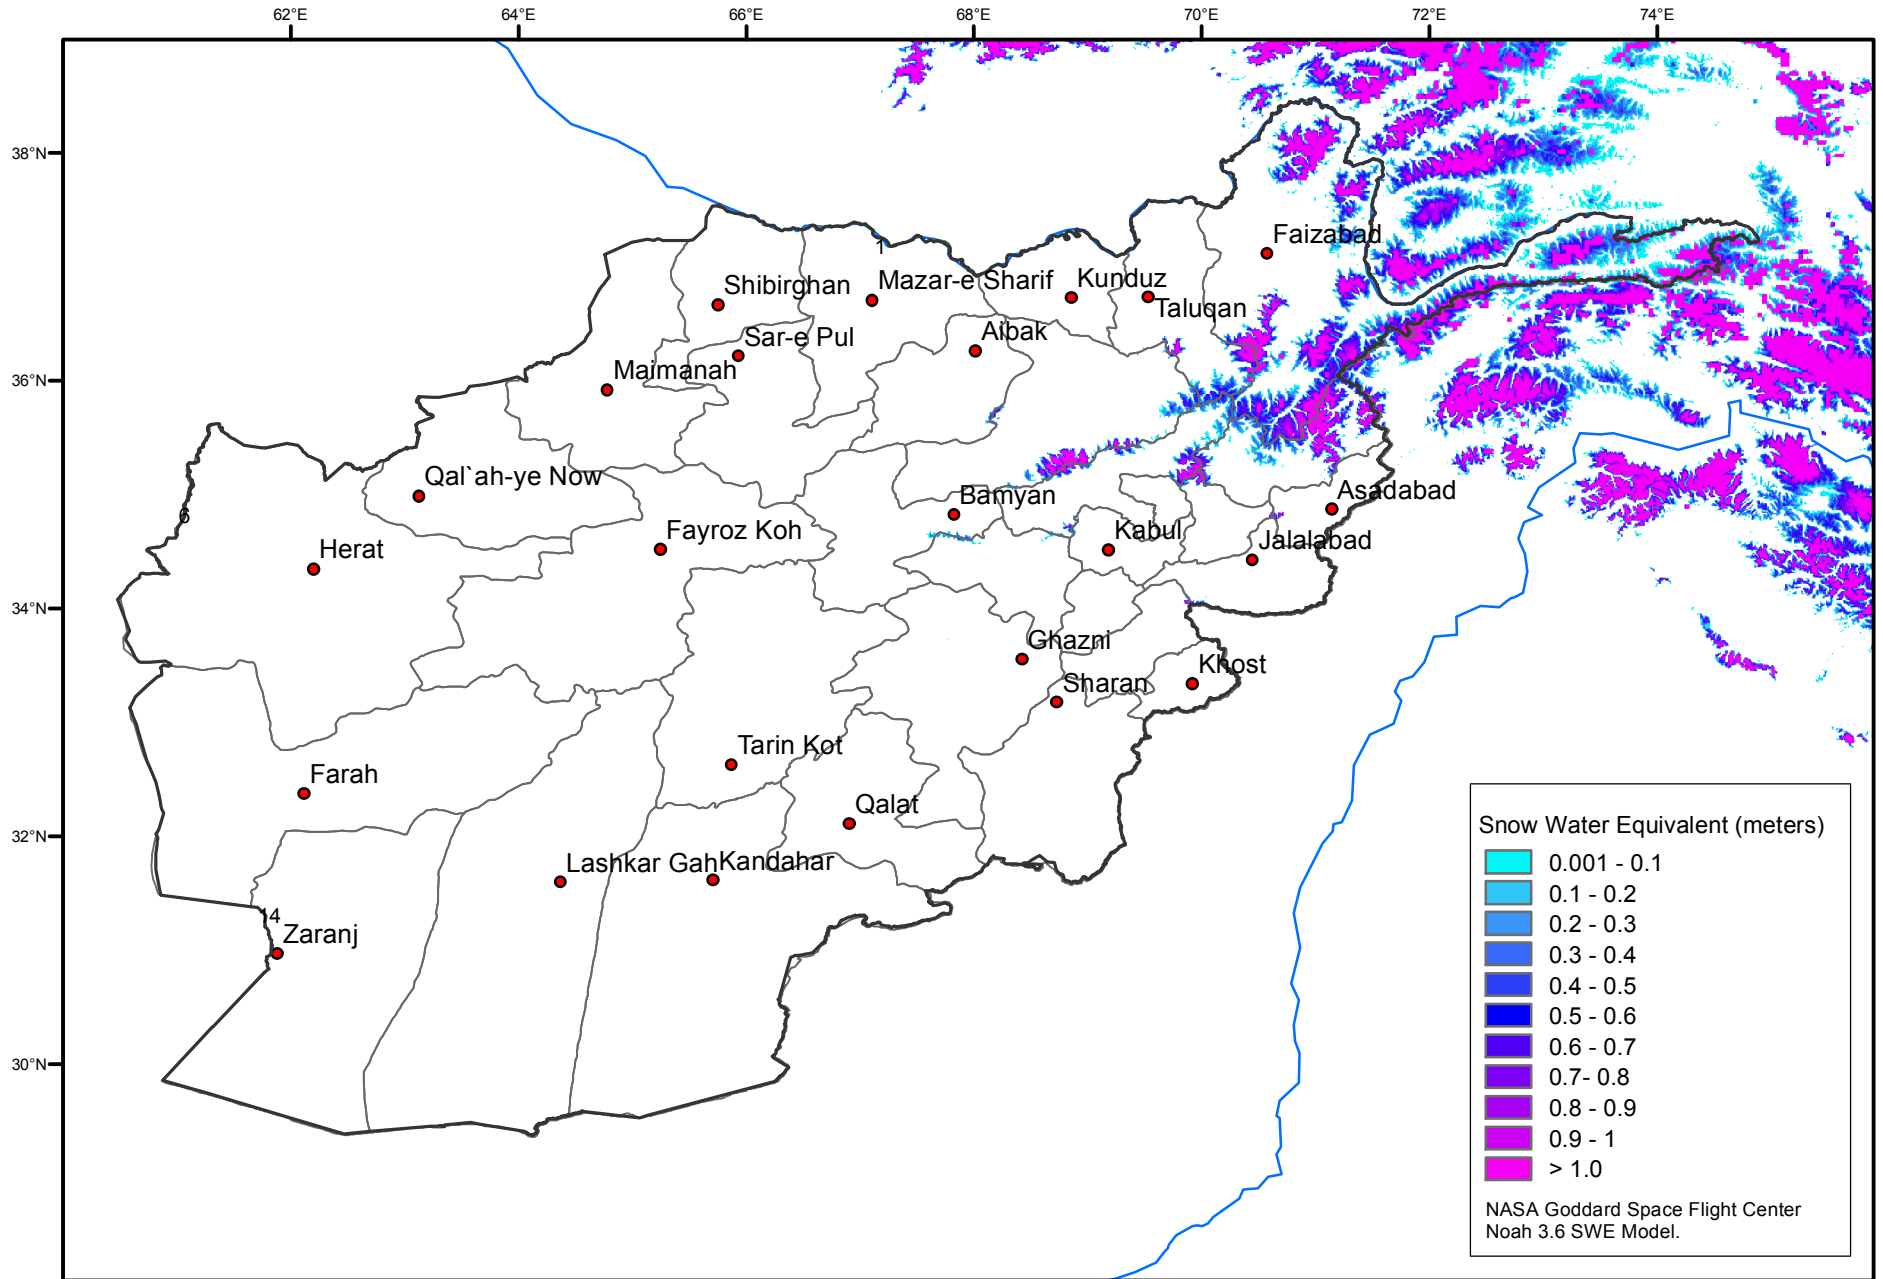 62°E
64°E
66°E
68°E
70°E
72°E
74°E
38°N
36°N
34°N
32°N
30°N
Faizabad
1
Shibirghan
Mazar-e Sharif
Kunduz
Taluqan
Sar-e Pul
Aibak
Maimanah
Qal`ah-ye Now
Bamyan
Asadabad
6
Herat
Fayroz Koh
Kabul
Jalalabad
Ghazni
Khost
Sharan
Tarin Kot
Farah
Qalat
Lashkar Gah
Kandahar
14
Zaranj
Snow Water Equivalent (meters)
0.001 - 0.1
0.1 - 0.2
0.2 - 0.3
0.3 - 0.4
0.4 - 0.5
0.5 - 0.6
0.6 - 0.7
0.7- 0.8
0.8 - 0.9
0.9 - 1
> 1.0
NASA Goddard Space Flight Center
Noah 3.6 SWE Model.